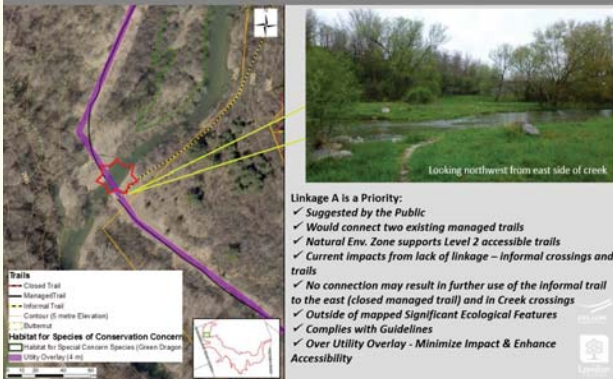 Looking northwest from east side of creek
Linkage A is a Priority:
✓ Suggested by the Public
✓ Would connect two existing managed trails
✓ Natural Env. Zone supports Level 2 accessible trails
✓ Current impacts from lack of linkage – informal crossings and
trails
✓ No connection may result in further use of the informal trail
to the east (closed managed trail) and in Creek crossings
✓ Outside of mapped Significant Ecological Features
✓ Complies with Guidelines
✓ Over Utility Overlay - Minimize Impact & Enhance
Accessibility
Trails
Closed Trail
ManagedTrail
Informal Trail
Contour (5 metre Elevation)
Butternut
Habitat for Species of Conservation Concern
Habitat for Special Concern Species (Green Dragon
Utility Overlay (4 m)